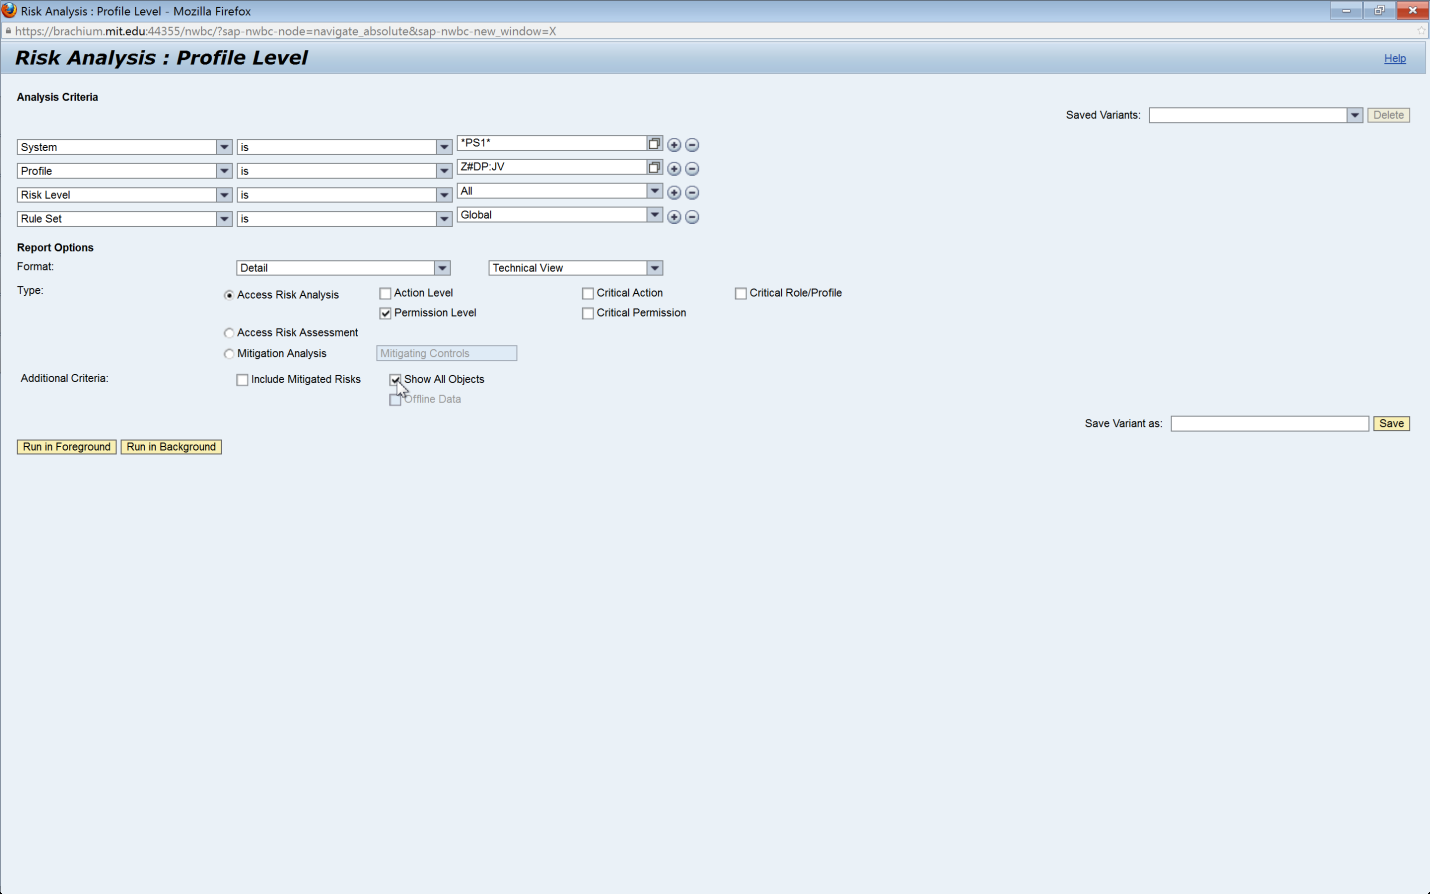 Risk Analysis : Profile Level - Mozilla Firefox
https://brachium.mit.edu:44355/nwbc/?sap-nwbc-node=navigate_absolute&sap-nwbc-new_window=X
Risk Analysis : Profile Level
Help
Analysis Criteria
Saved Variants: Delete
System is *PS1*
Profile is Z#DP:JV
Risk Level is All
Rule Set is Global
Report Options
Format: Detail Technical View
Type: Access Risk Analysis Action Level Critical Action Critical Role/Profile
Permission Level Critical Permission
Access Risk Assessment
Mitigation Analysis Mitigating Controls
Additional Criteria: Include Mitigated Risks Show All Objects
Offline Data
Save Variant as: Save
Run in Foreground Run in Background